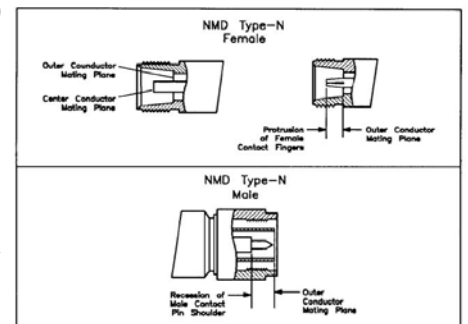 NMD Type-N
Female
Outer Counductor
Mating Plane
Center Conductor
Mating Plane
Protrusion
of Female
Contact Fingers
Outer Conductor
Mating Plane
NMD Type-N
Male
Recession of
Male Contact
Pin Shoulder
Outer
Conductor
Mating Plane